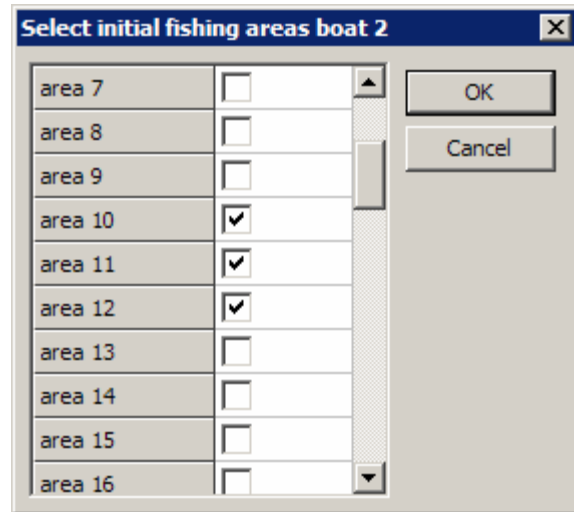 Select initial fishing areas boat 2
area 7
OK
area 8
Cancel
area 9
area 10
area 11
area 12
area 13
area 14
area 15
area 16